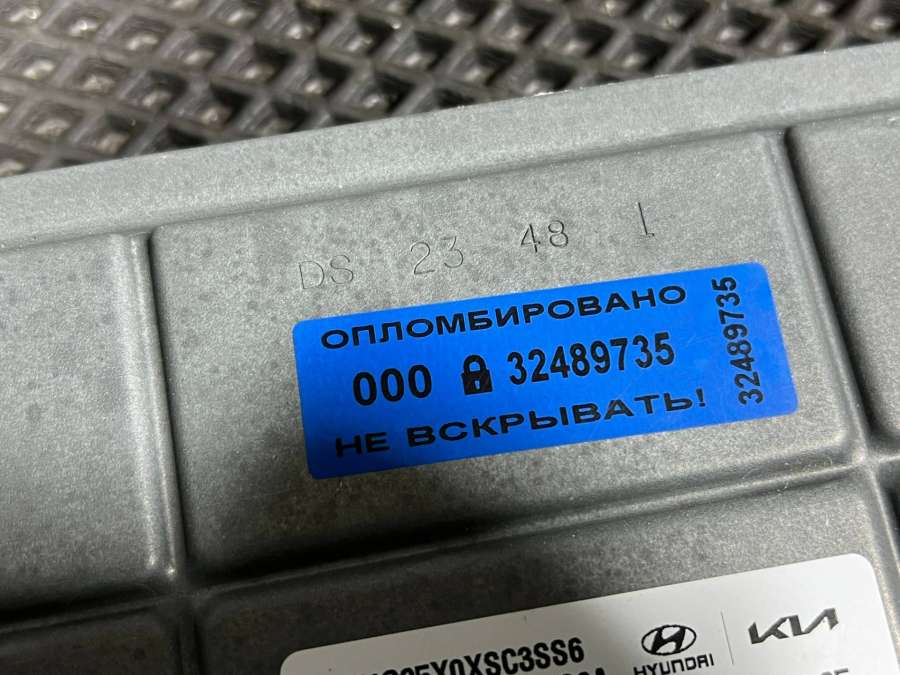 DS 23 48 1
ОПЛОМБИРОВАНО
000 32489735
НЕ ВСКРЫВАТЬ!
32489735
HYUNDAI
KIA